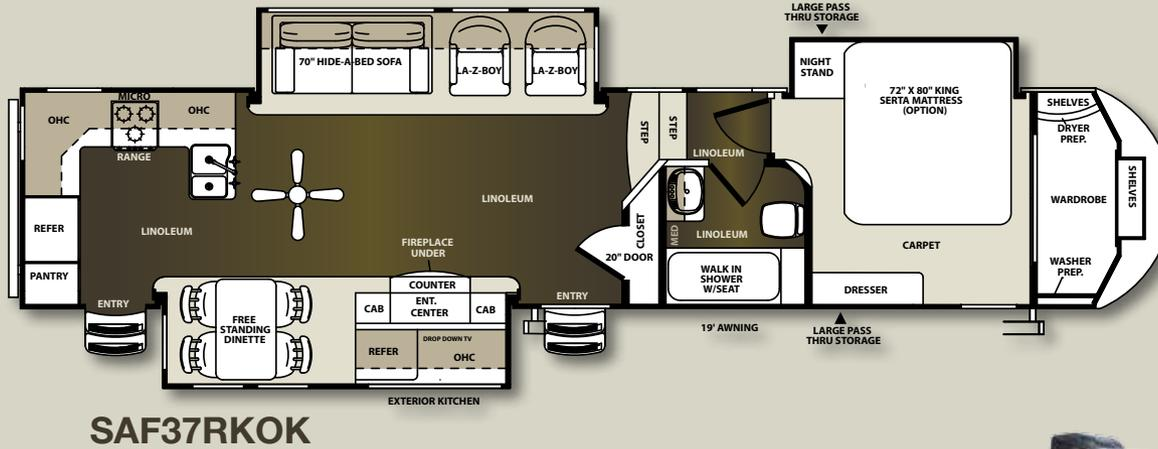 LARGE PASS
THRU STORAGE
70" HIDE-A-BED SOFA
LA-Z-BOY
LA-Z-BOY
NIGHT
STAND
72" X 80" KING
SERTA MATTRESS
(OPTION)
MICRO
OHC
OHC
RANGE
STEP
STEP
LINOLEUM
SHELVES
DRYER
PREP.
SHELVES
WARDROBE
LINOLEUM
REFER
LINOLEUM
FIREPLACE
UNDER
CLOSET
MED
LINOLEUM
CARPET
20" DOOR
PANTRY
WALK IN
SHOWER
W/SEAT
WASHER
PREP.
COUNTER
DRESSER
ENTRY
ENTRY
CAB
ENT.
CENTER
CAB
FREE
STANDING
DINETTE
19' AWNING
LARGE PASS
THRU STORAGE
DROP DOWN TV
REFER
OHC
EXTERIOR KITCHEN
SAF37RKOK